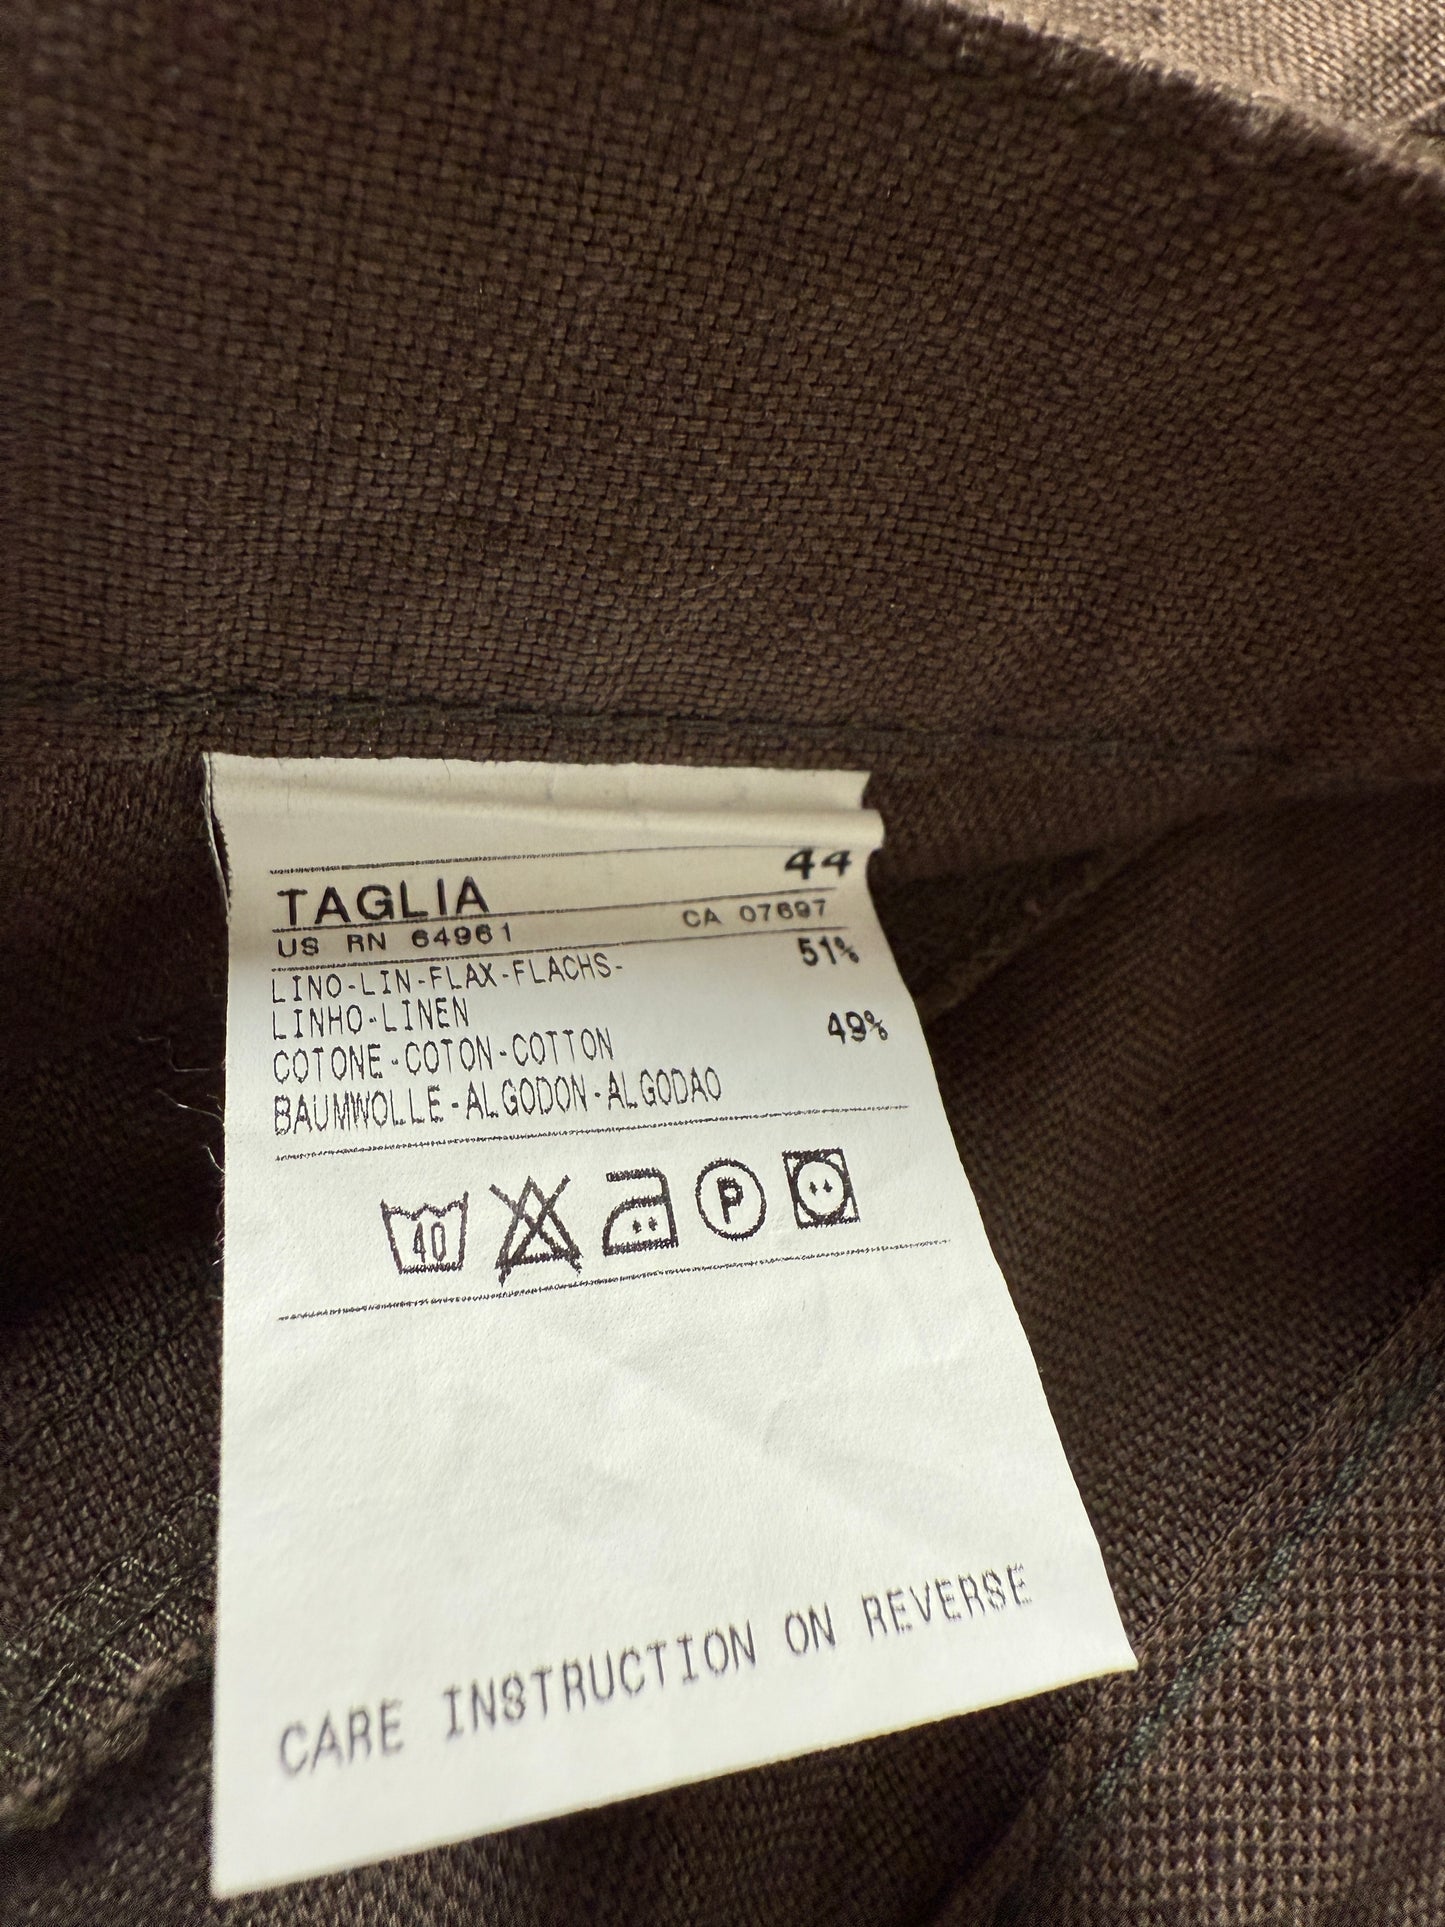 TAGLIA 44
US RN 64961 CA 07697
LINO-LIN-FLAX-FLACHS- 51%
LINHO-LINEN
COTONE-COTON-COTTON 49%
BAUMWOLLE-ALGODON-ALGODAO
40 P
CARE INSTRUCTION ON REVERSE